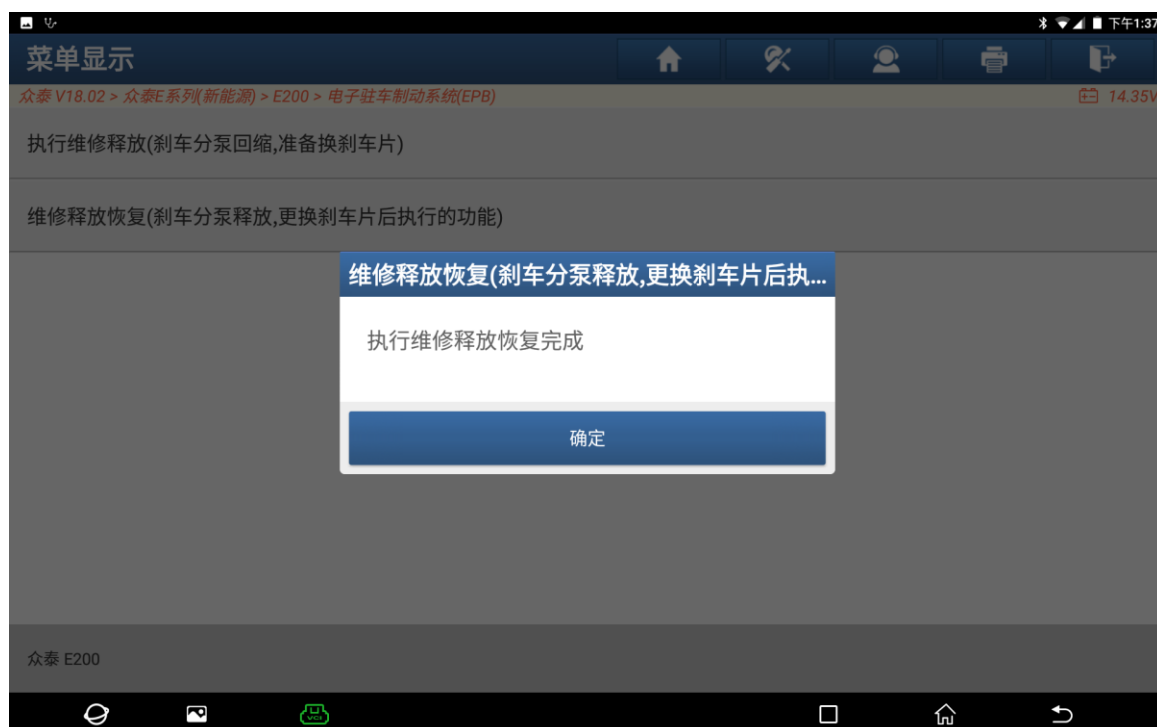 下午1:37
菜单显示
众泰 V18.02 > 众泰E系列(新能源) > E200 > 电子驻车制动系统(EPB)
14.35V
执行维修释放(刹车分泵回缩,准备换刹车片)
维修释放恢复(刹车分泵释放,更换刹车片后执行的功能)
维修释放恢复(刹车分泵释放,更换刹车片后执...
执行维修释放恢复完成
确定
众泰 E200
VCI